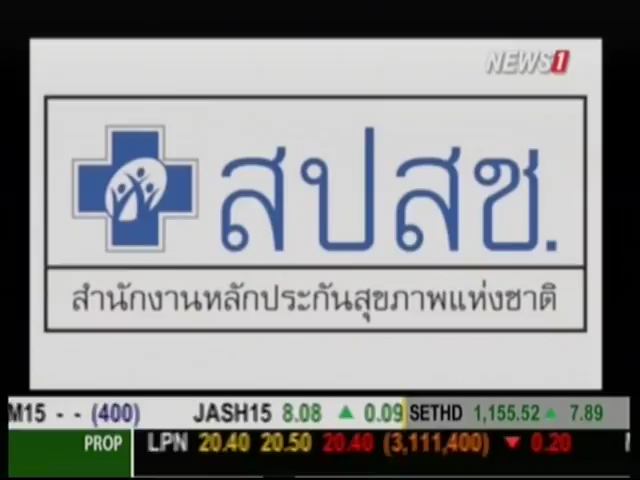 NEWS1
สปสช.
สำนักงานหลักประกันสุขภาพแห่งชาติ
M15 - - (400) JASH15 8.08 ▲ 0.09 SETHD 1,155.52 ▲ 7.89
PROP LPN 20.40 20.50 20.40 (3,111,400) ▼ 0.20